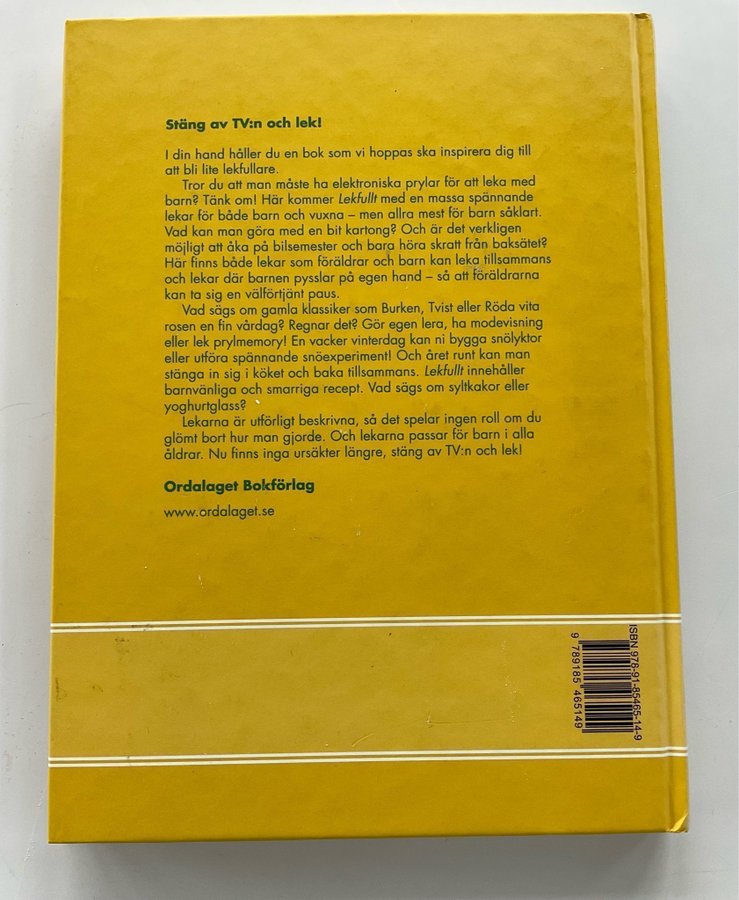 Stäng av TV:n och lek!
I din hand håller du en bok som vi hoppas ska inspirera dig till
att bli lite lekfullare.
Tror du att man måste ha elektroniska prylar för att leka med
barn? Tänk om! Här kommer Lekfullt med en massa spännande
lekar för både barn och vuxna – men allra mest för barn såklart.
Vad kan man göra med en bit kartong? Och är det verkligen
möjligt att åka på bilsemester och bara höra skratt från baksätet?
Här finns både lekar som föräldrar och barn kan leka tillsammans
och lekar där barnen pysslar på egen hand – så att föräldrarna
kan ta sig en välförtjänt paus.
Vad sägs om gamla klassiker som Burken, Tvist eller Röda vita
rosen en fin vårdag? Regnar det? Gör egen lera, ha modevisning
eller lek prylmemory! En vacker vinterdag kan ni bygga snölyktor
eller utföra spännande snöexperiment! Och året runt kan man
stänga in sig i köket och baka tillsammans. Lekfullt innehåller
barnvänliga och smarriga recept. Vad sägs om syltkakor eller
yoghurtglass?
Lekarna är utförligt beskrivna, så det spelar ingen roll om du
glömt bort hur man gjorde. Och lekarna passar för barn i alla
åldrar. Nu finns inga ursäkter längre, stäng av TV:n och lek!
Ordalaget Bokförlag
www.ordalaget.se
ISBN 978-91-85465-14-9
9 789185 465149